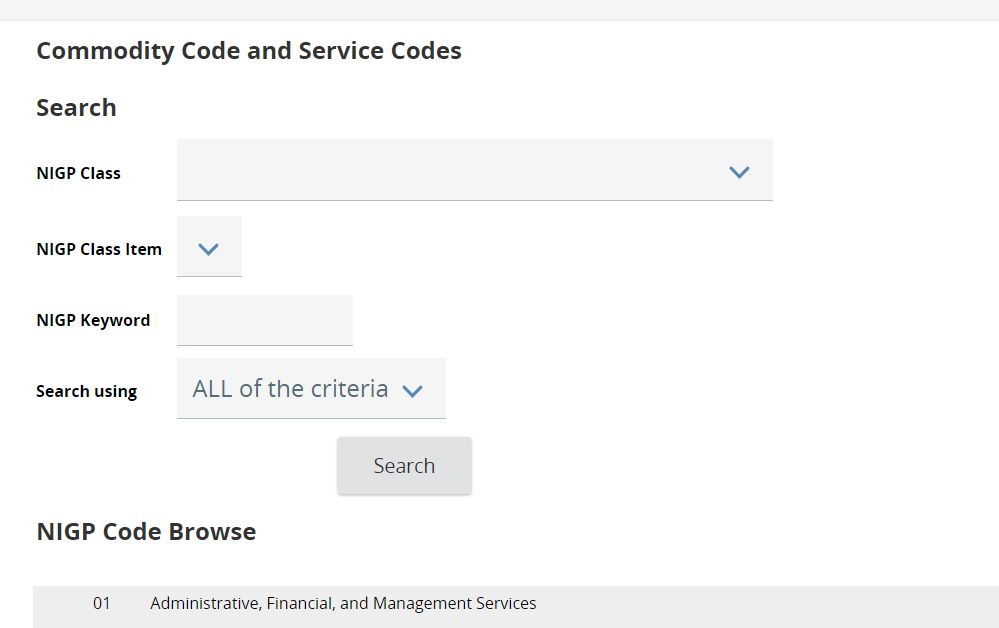 Commodity Code and Service Codes
Search
NIGP Class
NIGP Class Item
NIGP Keyword
Search using ALL of the criteria
Search
NIGP Code Browse
01 Administrative, Financial, and Management Services